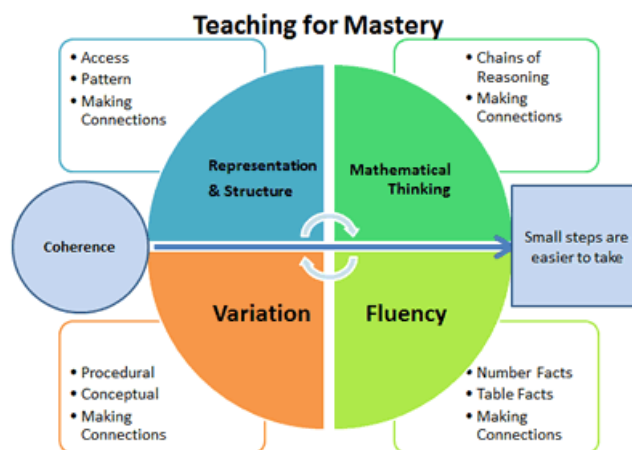 Teaching for Mastery
• Access
• Pattern
• Making
Connections
• Chains of
Reasoning
• Making
Connections
Representation
& Structure
Mathematical
Thinking
Coherence
Small steps are
easier to take
Variation
Fluency
• Procedural
• Conceptual
• Making
Connections
• Number Facts
• Table Facts
• Making
Connections